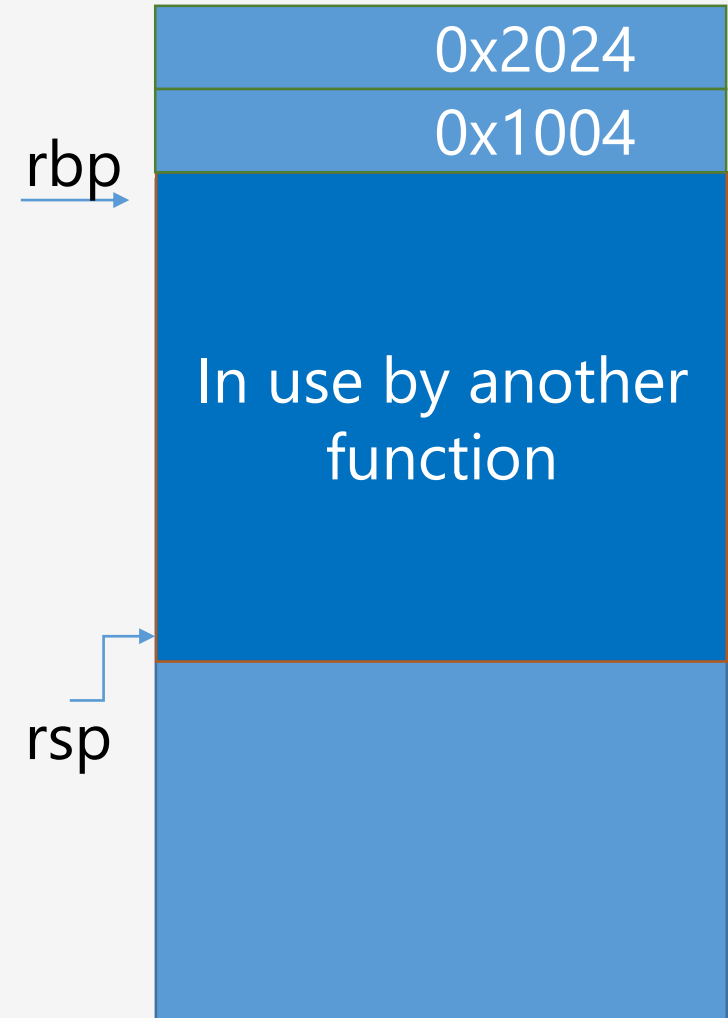 0x2024
0x1004
rbp
In use by another
function
rsp